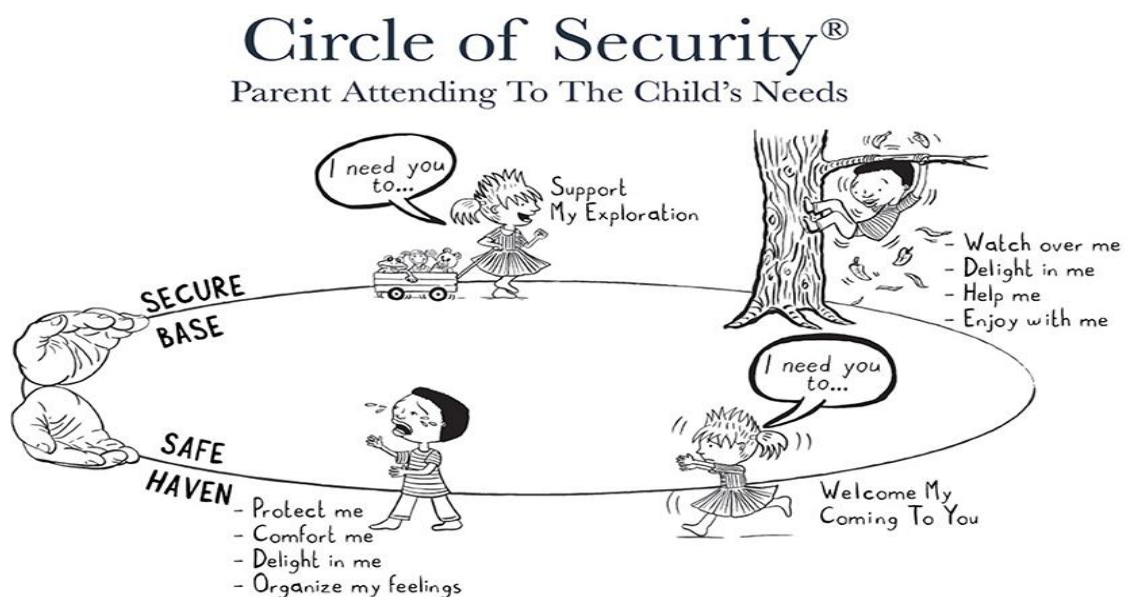 Circle of Security®
Parent Attending To The Child's Needs
I need you
to...
Support
My Exploration
- Watch over me
- Delight in me
- Help me
- Enjoy with me
SECURE
BASE
I need you
to...
Welcome My
Coming To You
SAFE
HAVEN
- Protect me
- Comfort me
- Delight in me
- Organize my feelings